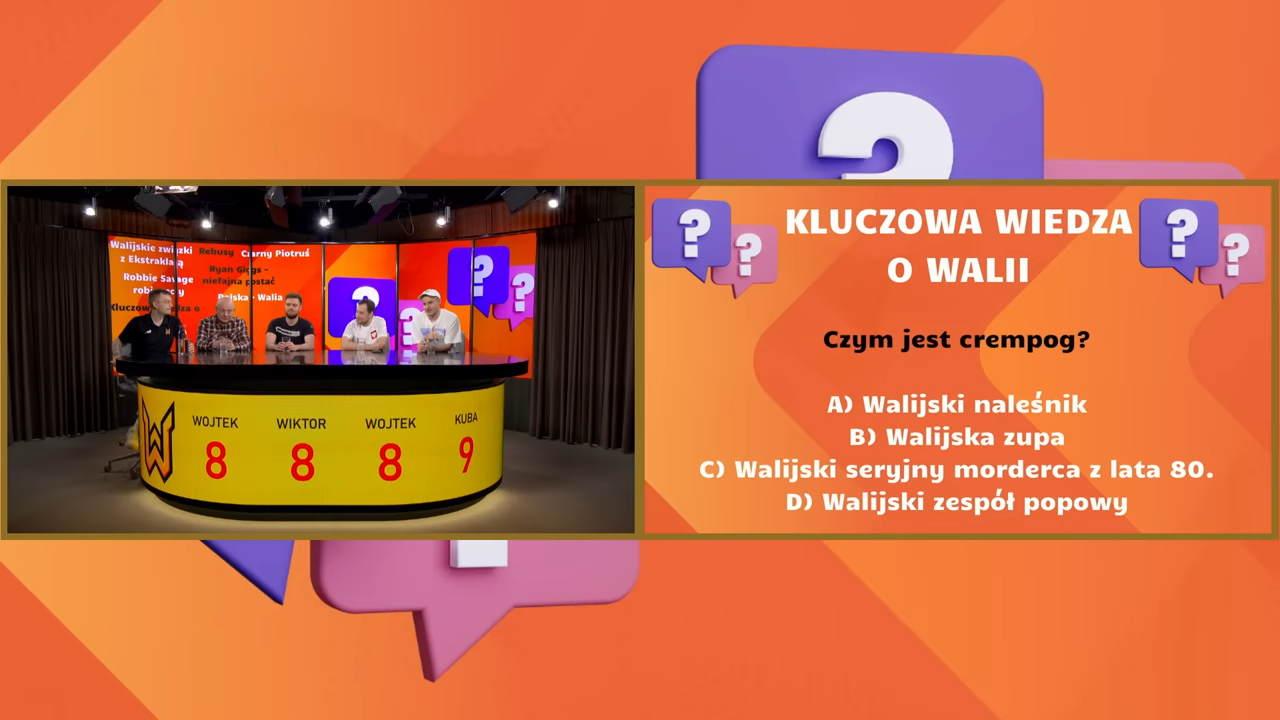 Walijskie związki
z Ekstraklasą
Rebusy
Czarny Piotruś
Ryan Giggs -
niefajna postać
Robbie Savage
Polska - Walia
WOJTEK
8
WIKTOR
8
WOJTEK
8
KUBA
9
KLUCZOWA WIEDZA
O WALII
Czym jest crempog?
A) Walijski naleśnik
B) Walijska zupa
C) Walijski seryjny morderca z lata 80.
D) Walijski zespół popowy